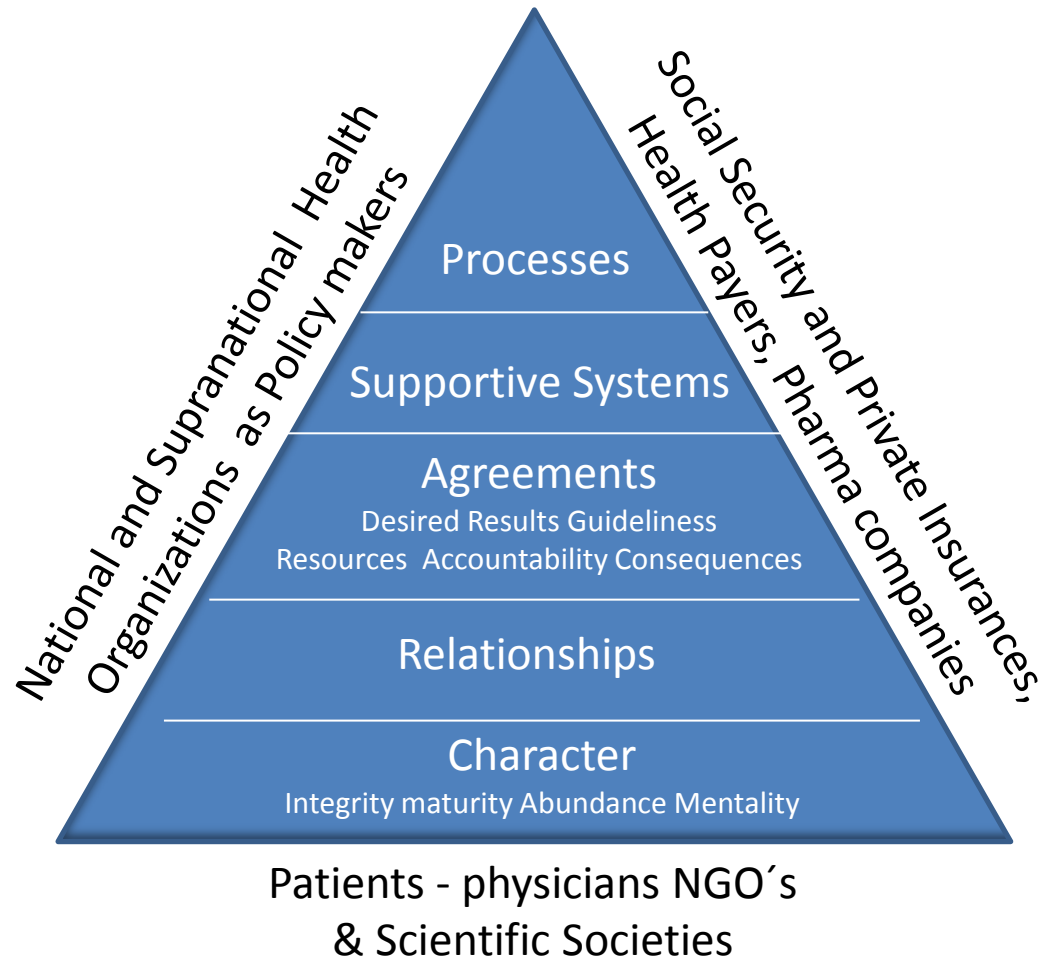 National and Supranational Health
Organizations as Policy makers
Social Security and Private Insurances,
Health Payers, Pharma companies
Processes
Supportive Systems
Agreements
Desired Results Guideliness
Resources Accountability Consequences
Relationships
Character
Integrity maturity Abundance Mentality
Patients - physicians NGO´s
& Scientific Societies